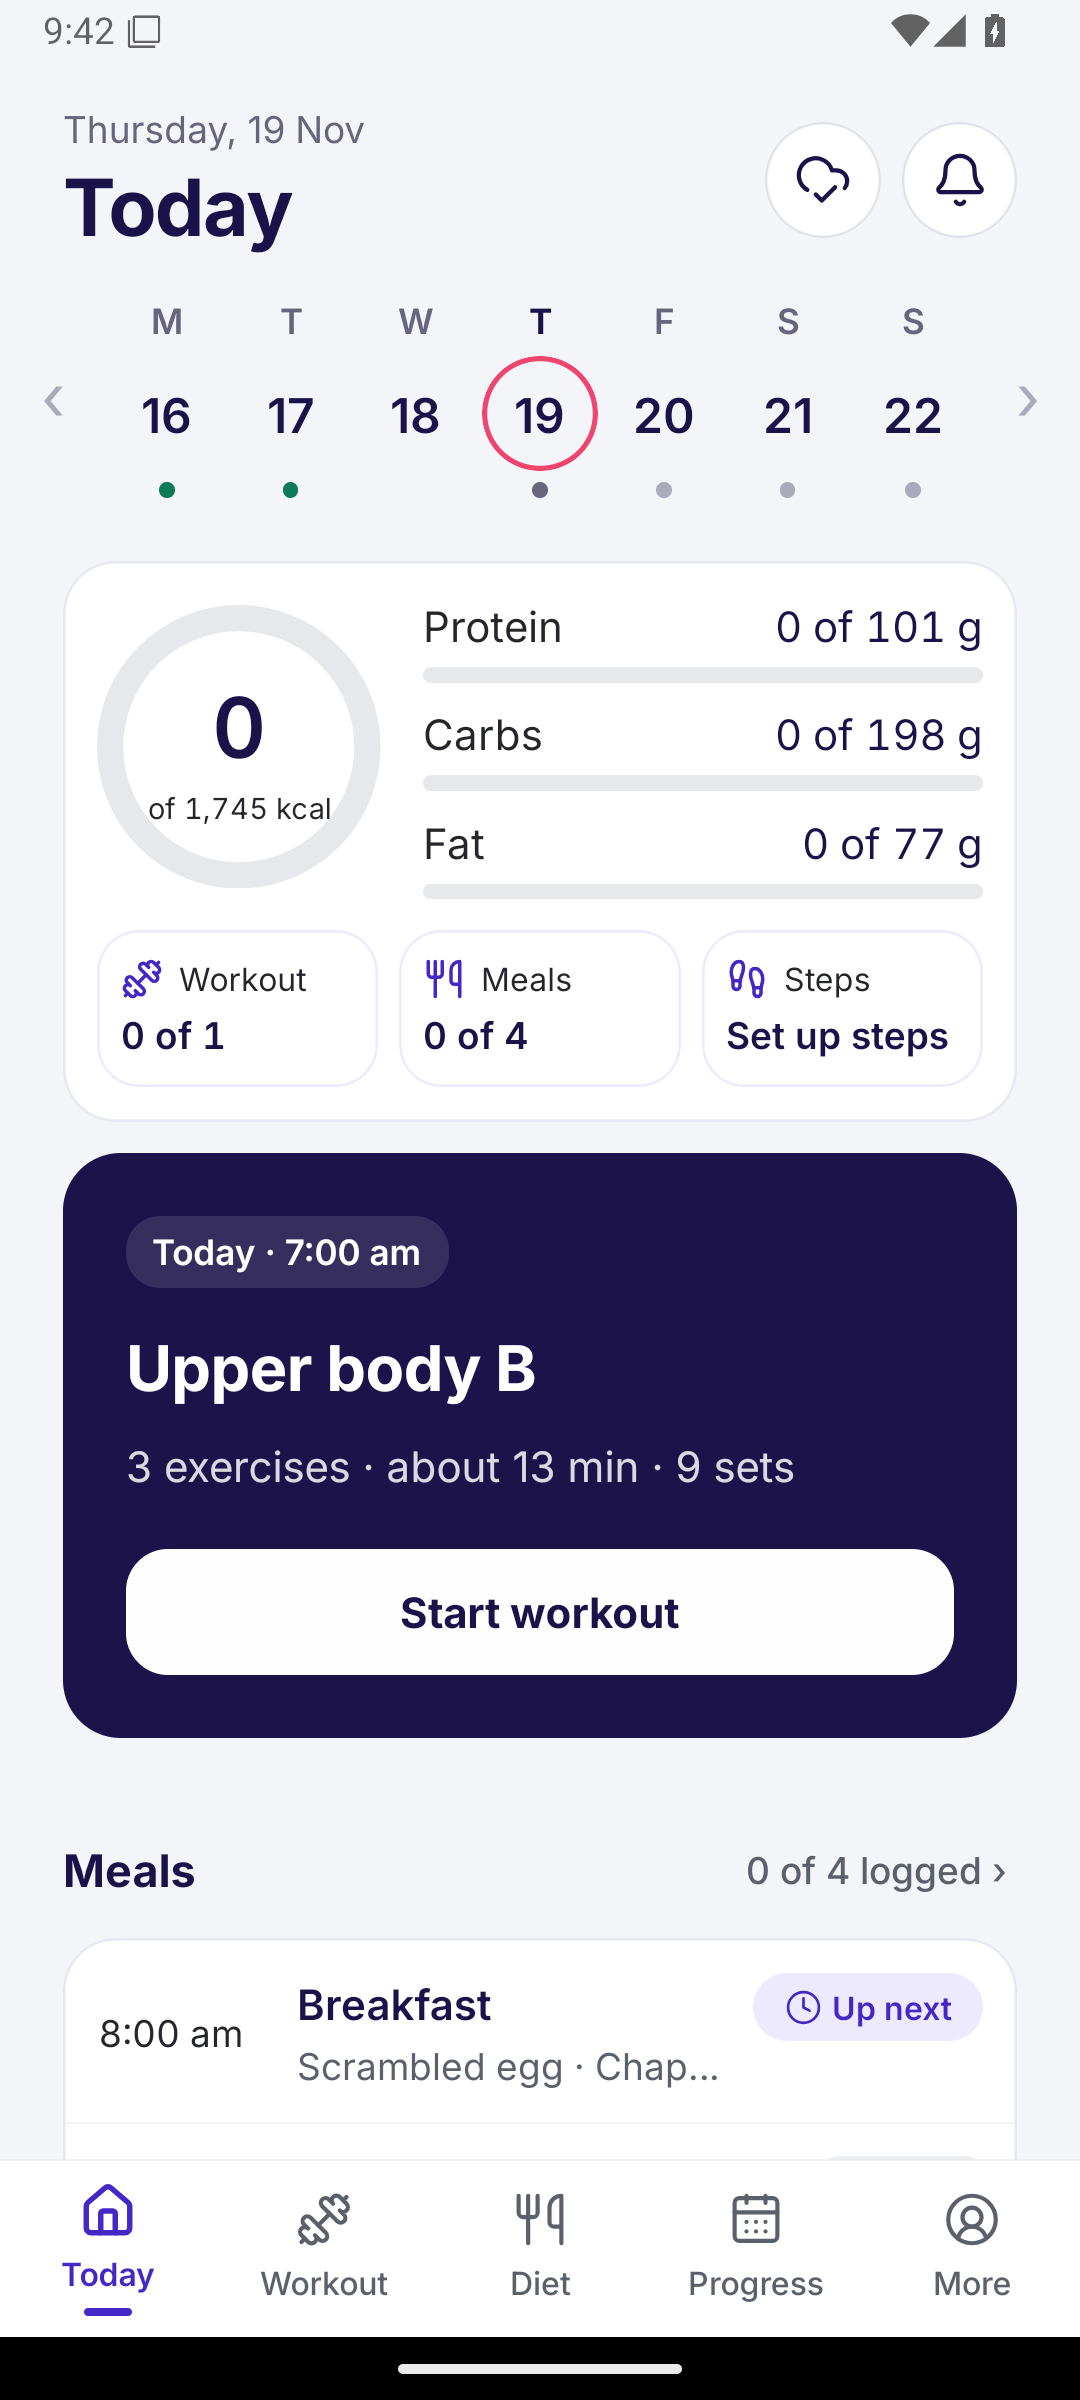 9:42
Thursday, 19 Nov
Today
M T W T F S S
‹ 16 17 18 19 20 21 22 ›
0
of 1,745 kcal
Protein 0 of 101 g
Carbs 0 of 198 g
Fat 0 of 77 g
Workout
0 of 1
Meals
0 of 4
Steps
Set up steps
Today · 7:00 am
Upper body B
3 exercises · about 13 min · 9 sets
Start workout
Meals 0 of 4 logged ›
8:00 am
Breakfast
Scrambled egg · Chap...
Up next
Today Workout Diet Progress More